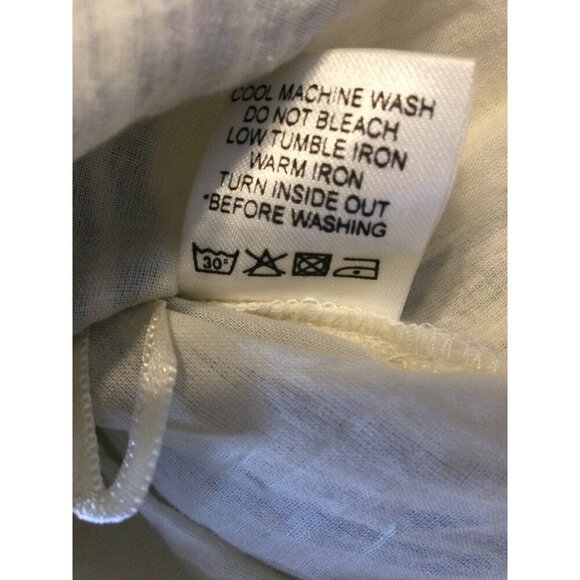 COOL MACHINE WASH
DO NOT BLEACH
LOW TUMBLE IRON
WARM IRON
TURN INSIDE OUT
*BEFORE WASHING
30°